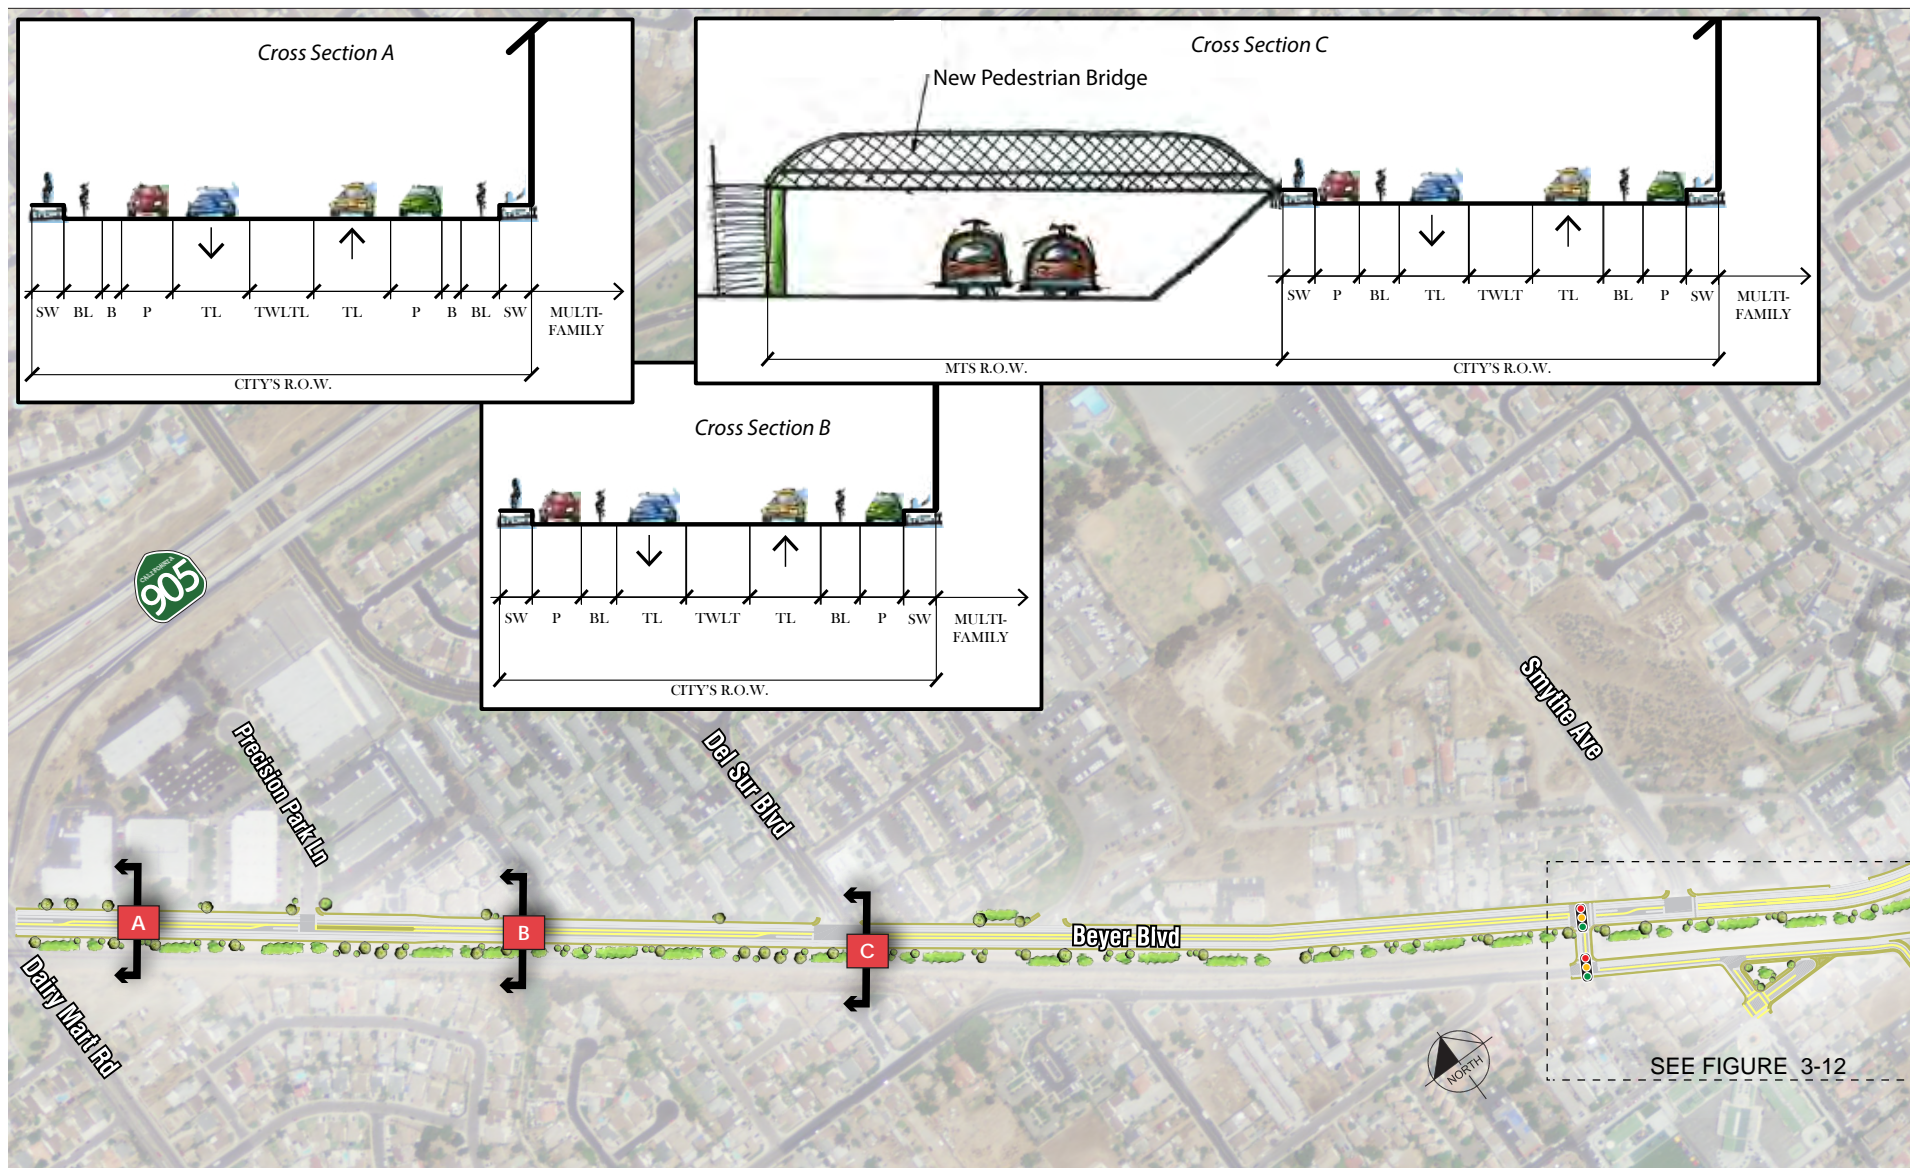 Cross Section A
SW BL B P TL TWLTL TL P B BL SW MULTI-
FAMILY
CITY'S R.O.W.
Cross Section C
New Pedestrian Bridge
SW P BL TL TWLT TL BL P SW MULTI-
FAMILY
MTS R.O.W. CITY'S R.O.W.
Cross Section B
SW P BL TL TWLT TL BL P SW MULTI-
FAMILY
CITY'S R.O.W.
CALIFORNIA
905
Precision Park Ln
Del Sur Blvd
Smythe Ave
A
B
C
Beyer Blvd
Dairy Mart Rd
NORTH
SEE FIGURE 3-12